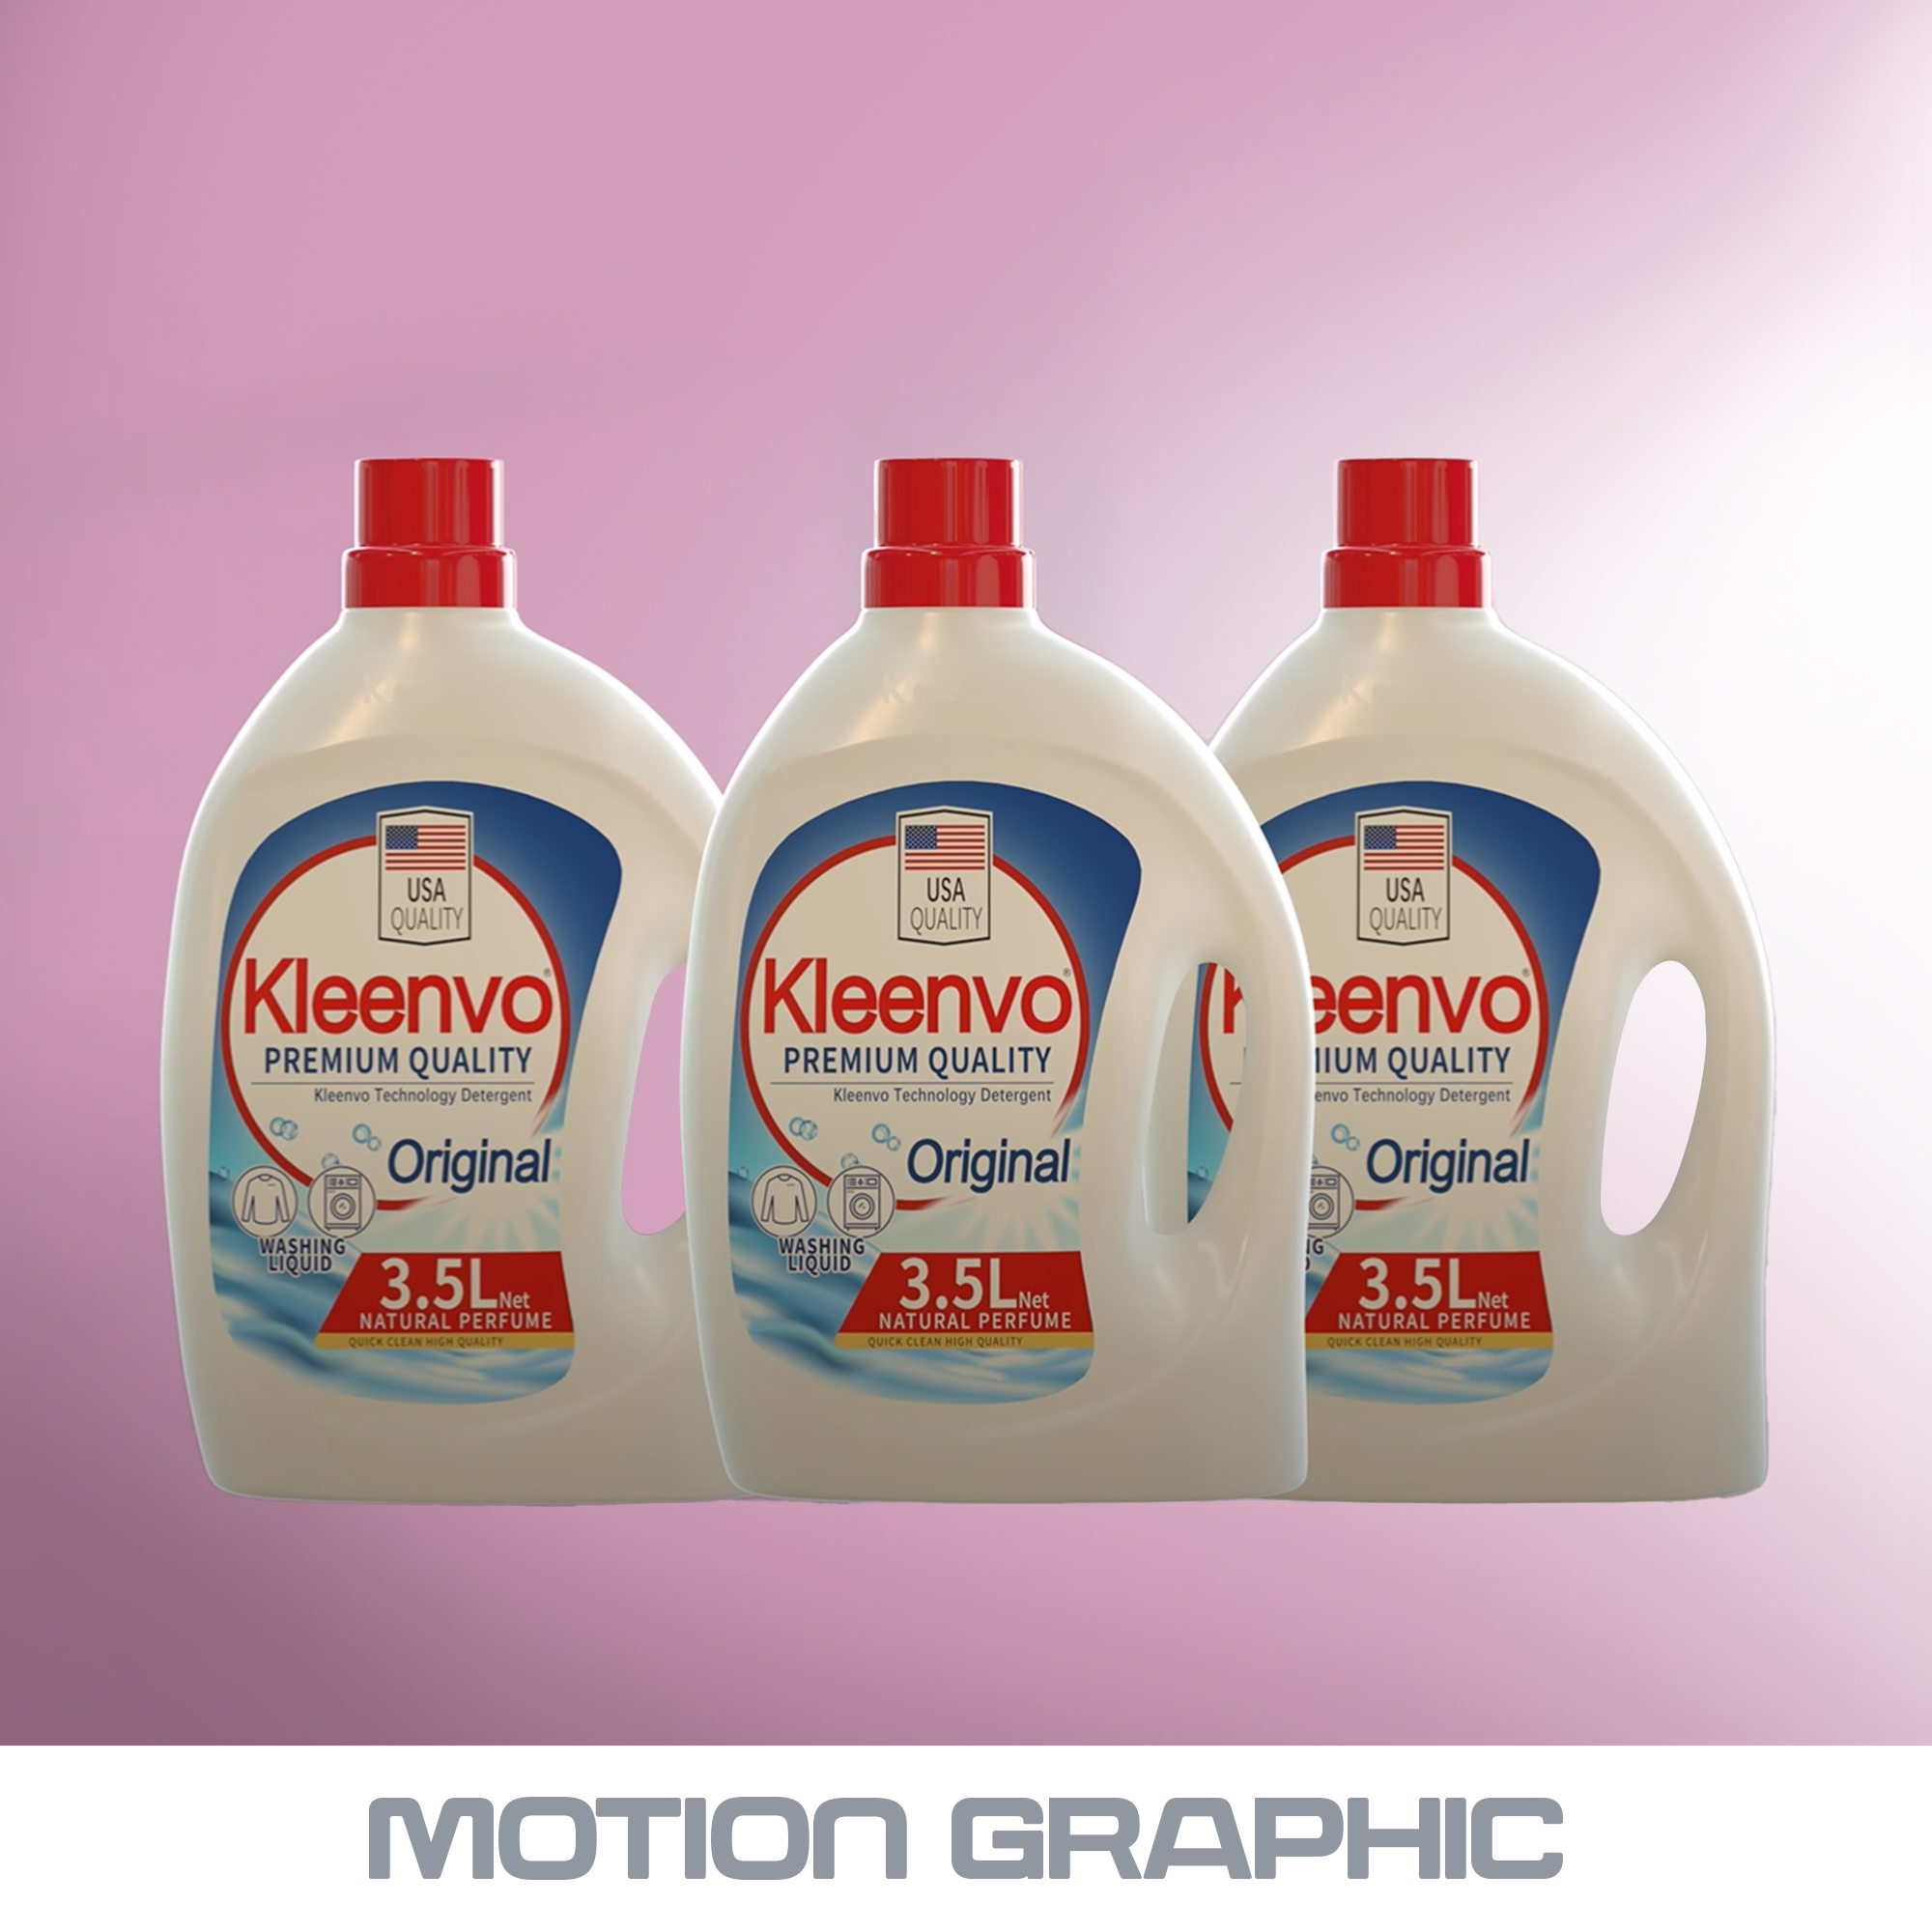 USA
QUALITY
Kleenvo®
PREMIUM QUALITY
Kleenvo Technology Detergent
Original
WASHING
LIQUID
3.5L Net
NATURAL PERFUME
QUICK CLEAN HIGH QUALITY
USA
QUALITY
Kleenvo®
PREMIUM QUALITY
Kleenvo Technology Detergent
Original
WASHING
LIQUID
3.5L Net
NATURAL PERFUME
QUICK CLEAN HIGH QUALITY
USA
QUALITY
eenvo®
IUM QUALITY
envo Technology Detergent
Original
NG
D
3.5L Net
NATURAL PERFUME
QUICK CLEAN HIGH QUALITY
MOTION GRAPHIC